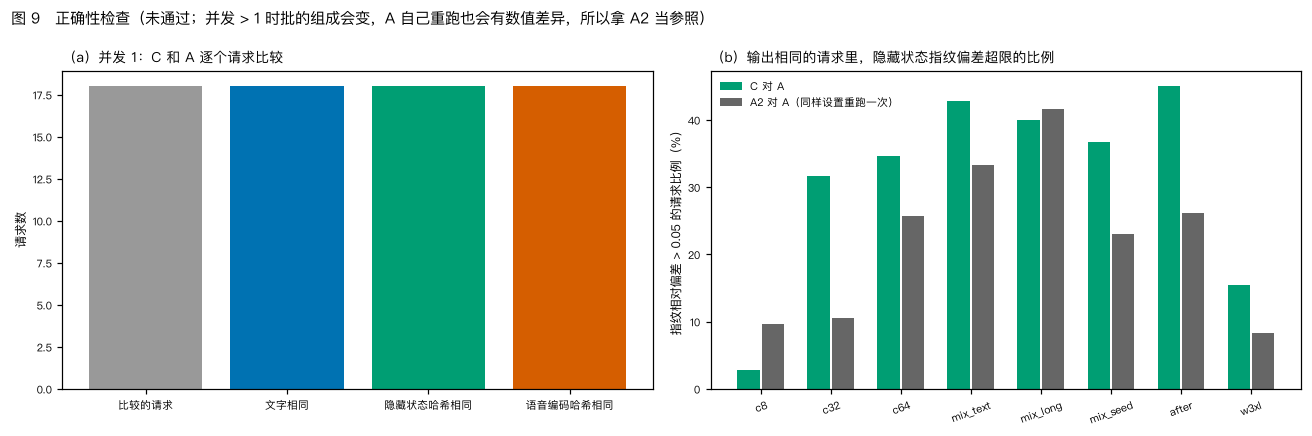 图 9　正确性检查（未通过；并发 > 1 时批的组成会变，A 自己重跑也会有数值差异，所以拿 A2 当参照）
（a）并发 1：C 和 A 逐个请求比较
请求数
17.5
15.0
12.5
10.0
7.5
5.0
2.5
0.0
比较的请求
文字相同
隐藏状态哈希相同
语音编码哈希相同
（b）输出相同的请求里，隐藏状态指纹偏差超限的比例
C 对 A
A2 对 A（同样设置重跑一次）
指纹相对偏差 > 0.05 的请求比例（%）
40
30
20
10
0
c8
c32
c64
mix_text
mix_long
mix_seed
after
w3xl